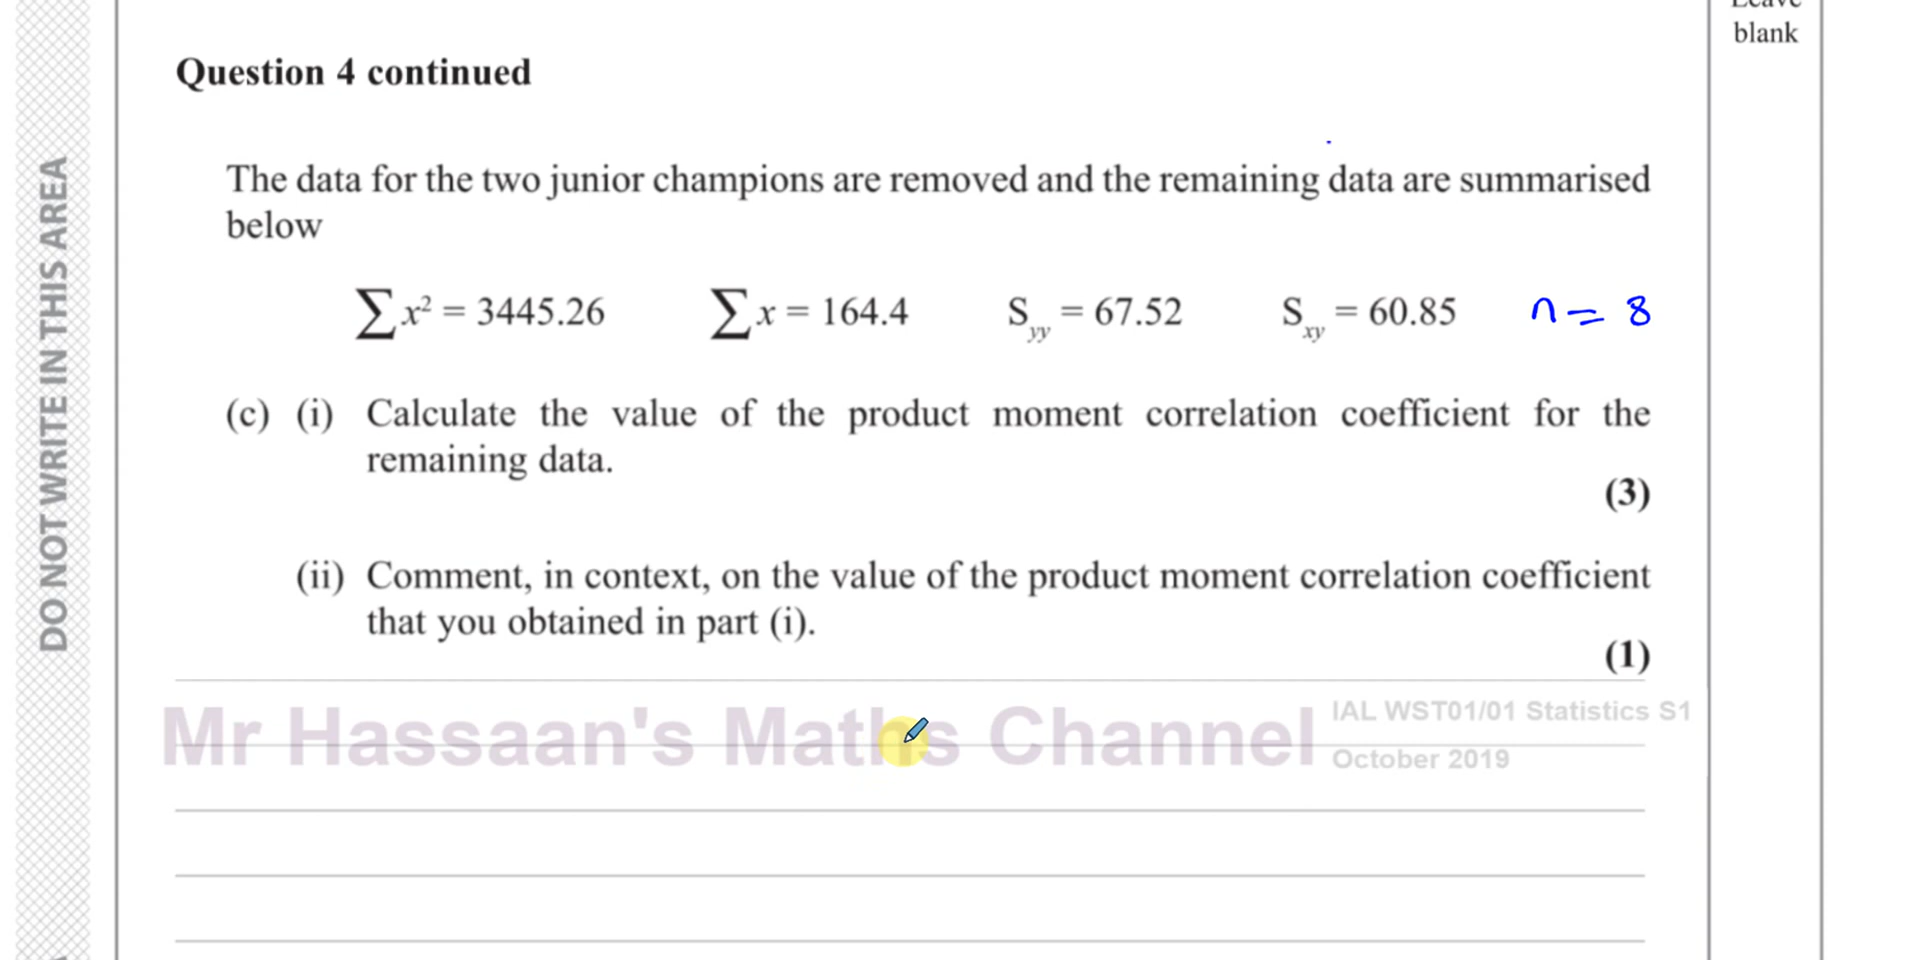 Leave
blank
Question 4 continued
The data for the two junior champions are removed and the remaining data are summarised
below
∑x² = 3445.26 ∑x = 164.4 Syy = 67.52 Sxy = 60.85 n = 8
(c) (i) Calculate the value of the product moment correlation coefficient for the
remaining data.
(3)
(ii) Comment, in context, on the value of the product moment correlation coefficient
that you obtained in part (i).
(1)
Mr Hassaan's Maths Channel
IAL WST01/01 Statistics S1
October 2019
DO NOT WRITE IN THIS AREA